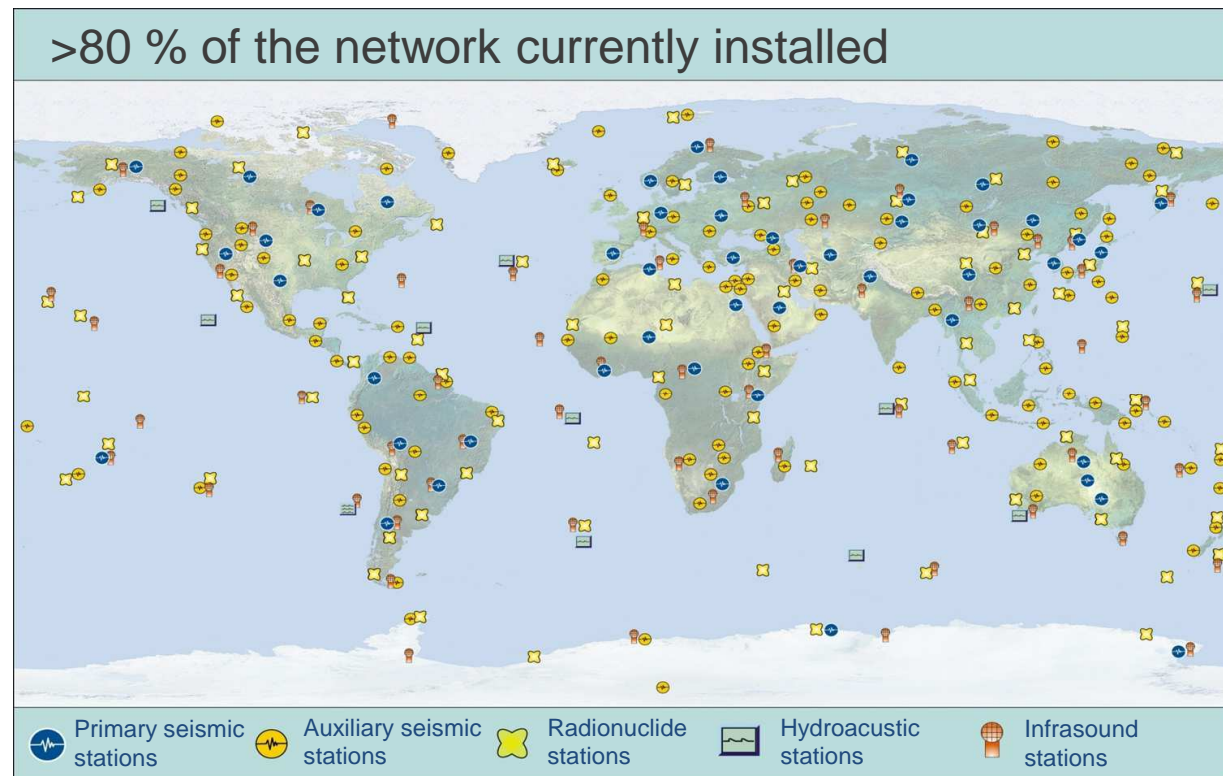 >80 % of the network currently installed
Primary seismic
stations
Auxiliary seismic
stations
Radionuclide
stations
Hydroacustic
stations
Infrasound
stations